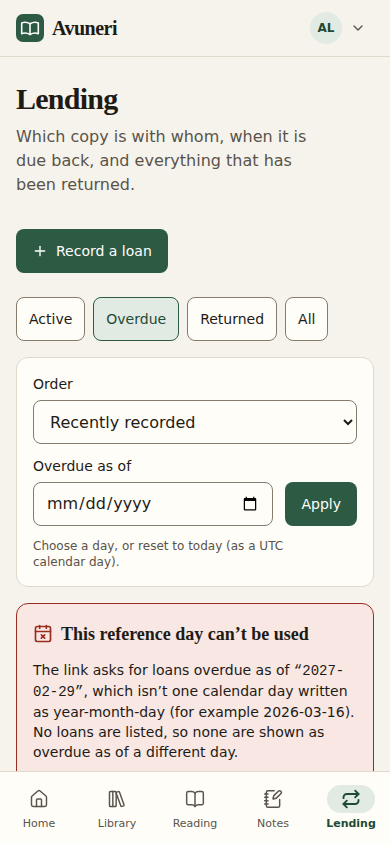 Avuneri
AL
Lending
Which copy is with whom, when it is
due back, and everything that has
been returned.
Record a loan
Active
Overdue
Returned
All
Order
Recently recorded
Overdue as of
mm/dd/yyyy
Apply
Choose a day, or reset to today (as a UTC
calendar day).
This reference day can’t be used
The link asks for loans overdue as of “2027-
02-29”, which isn’t one calendar day written
as year-month-day (for example 2026-03-16).
No loans are listed, so none are shown as
overdue as of a different day.
Home
Library
Reading
Notes
Lending